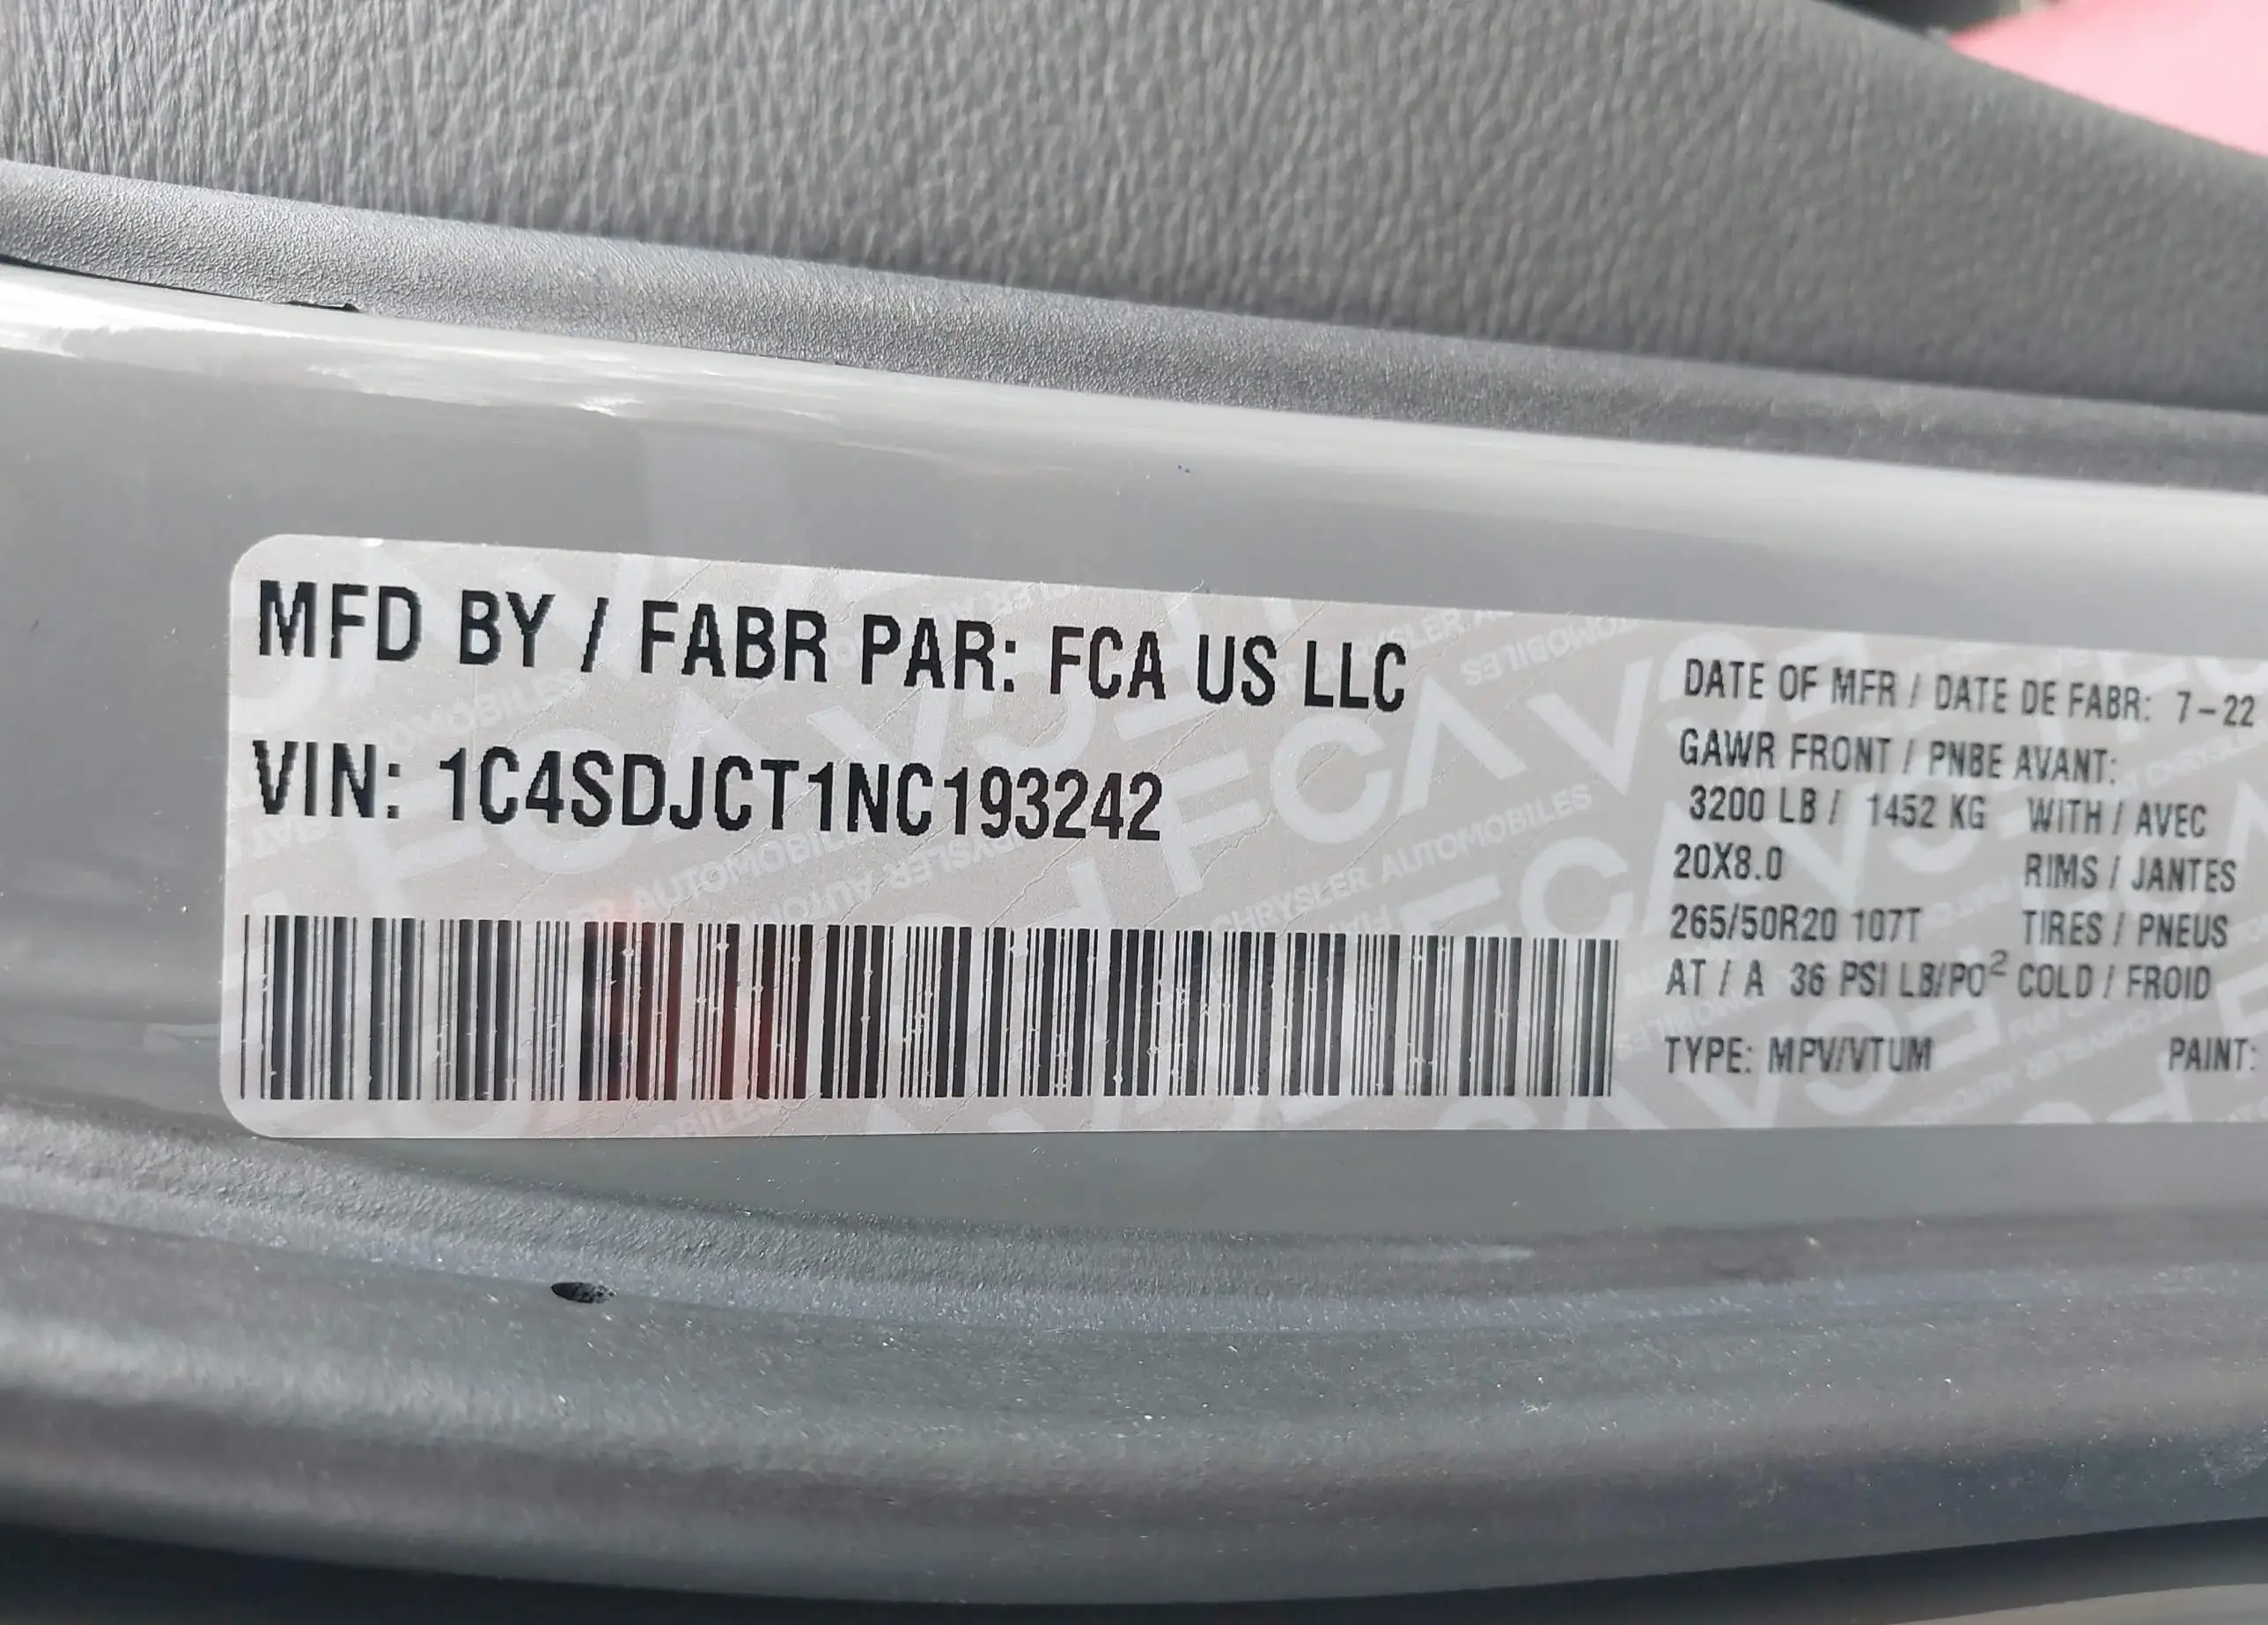 MFD BY / FABR PAR: FCA US LLC
VIN: 1C4SDJCT1NC193242
DATE OF MFR / DATE DE FABR: 7-22
GAWR FRONT / PNBE AVANT:
3200 LB / 1452 KG WITH / AVEC
20X8.0 RIMS / JANTES
265/50R20 107T TIRES / PNEUS
AT / A 36 PSI LB/PO² COLD / FROID
TYPE: MPV/VTUM PAINT: